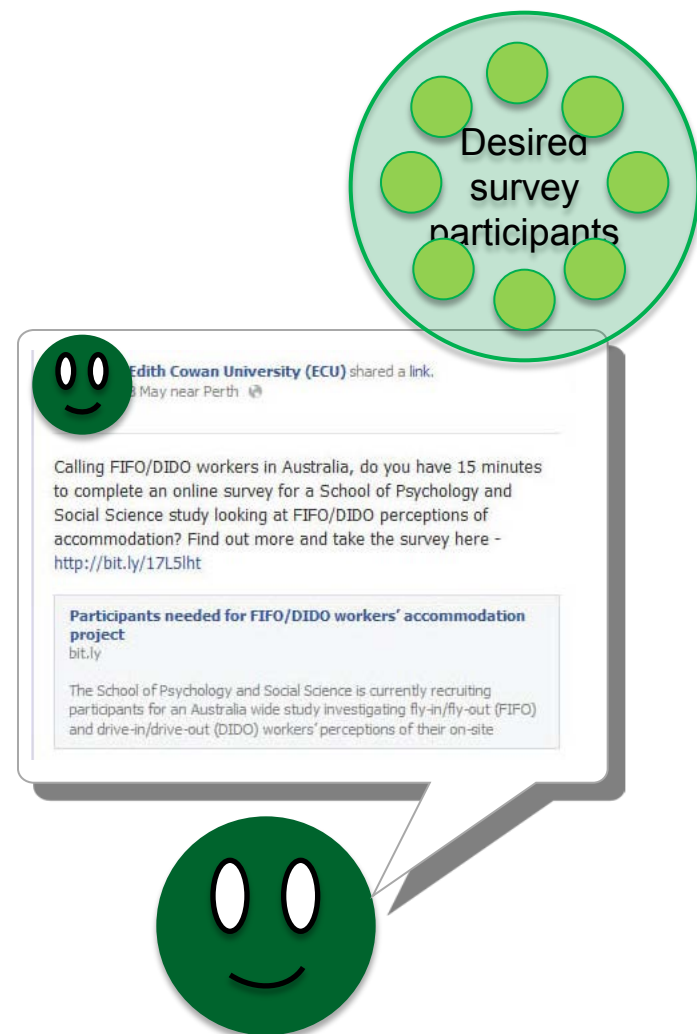 Desired
survey
participants
Edith Cowan University (ECU) shared a link.
May near Perth
Calling FIFO/DIDO workers in Australia, do you have 15 minutes
to complete an online survey for a School of Psychology and
Social Science study looking at FIFO/DIDO perceptions of
accommodation? Find out more and take the survey here -
http://bit.ly/17L5lht
Participants needed for FIFO/DIDO workers' accommodation
project
bit.ly
The School of Psychology and Social Science is currently recruiting
participants for an Australia wide study investigating fly-in/fly-out (FIFO)
and drive-in/drive-out (DIDO) workers' perceptions of their on-site